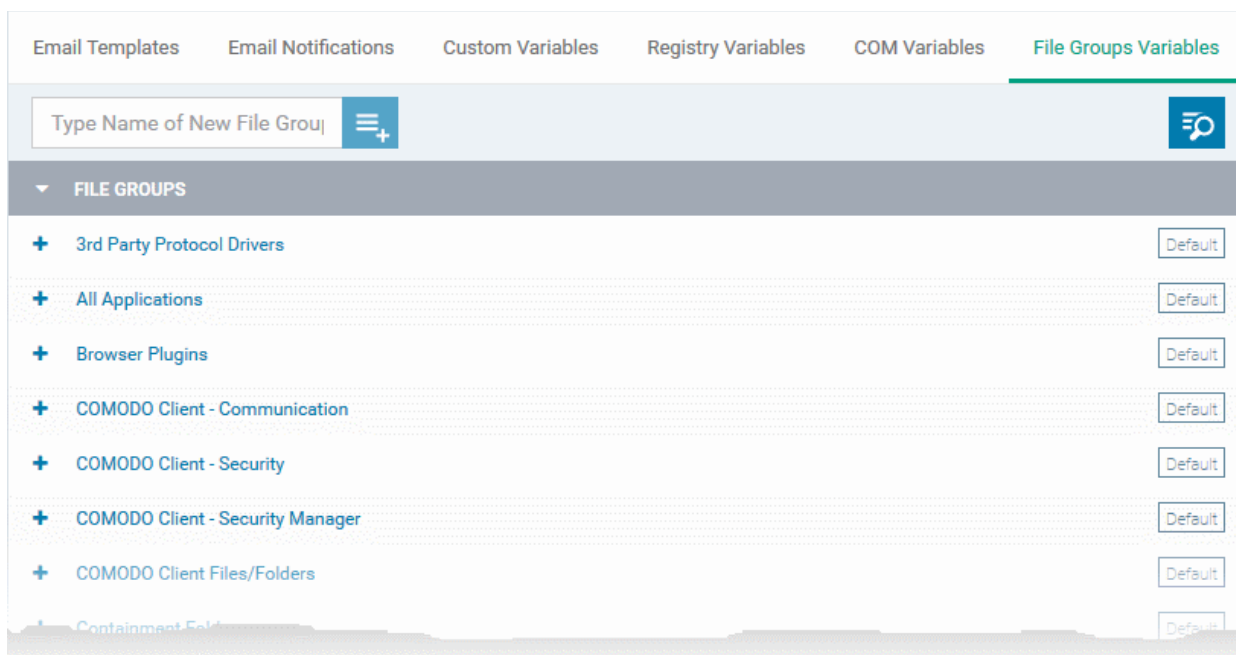 Email Templates Email Notifications Custom Variables Registry Variables COM Variables File Groups Variables
Type Name of New File Grou
FILE GROUPS
3rd Party Protocol Drivers Default
All Applications Default
Browser Plugins Default
COMODO Client - Communication Default
COMODO Client - Security Default
COMODO Client - Security Manager Default
COMODO Client Files/Folders Default
Containment Default